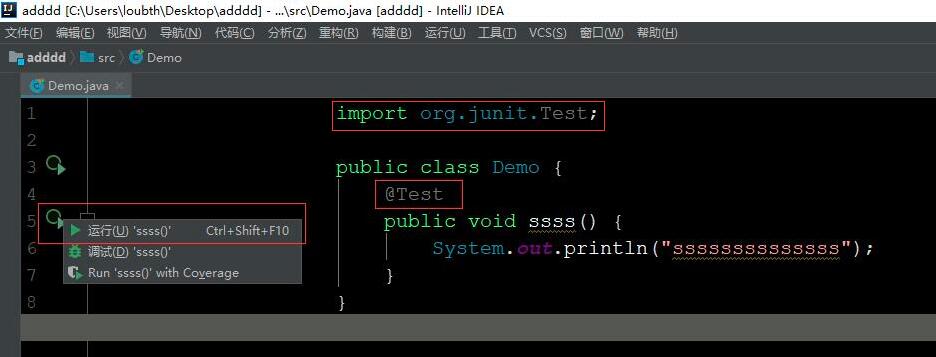 adddd [C:\Users\loubth\Desktop\adddd] - ...\src\Demo.java [adddd] - IntelliJ IDEA
文件(F) 编辑(E) 视图(V) 导航(N) 代码(C) 分析(Z) 重构(R) 构建(B) 运行(U) 工具(T) VCS(S) 窗口(W) 帮助(H)
adddd src Demo
Demo.java
1 import org.junit.Test;
2
3 public class Demo {
4 @Test
5 public void ssss() {
运行(U) 'ssss()' Ctrl+Shift+F10
6 System.out.println("ssssssssssssss");
调试(D) 'ssss()'
7 }
Run 'ssss()' with Coverage
8 }